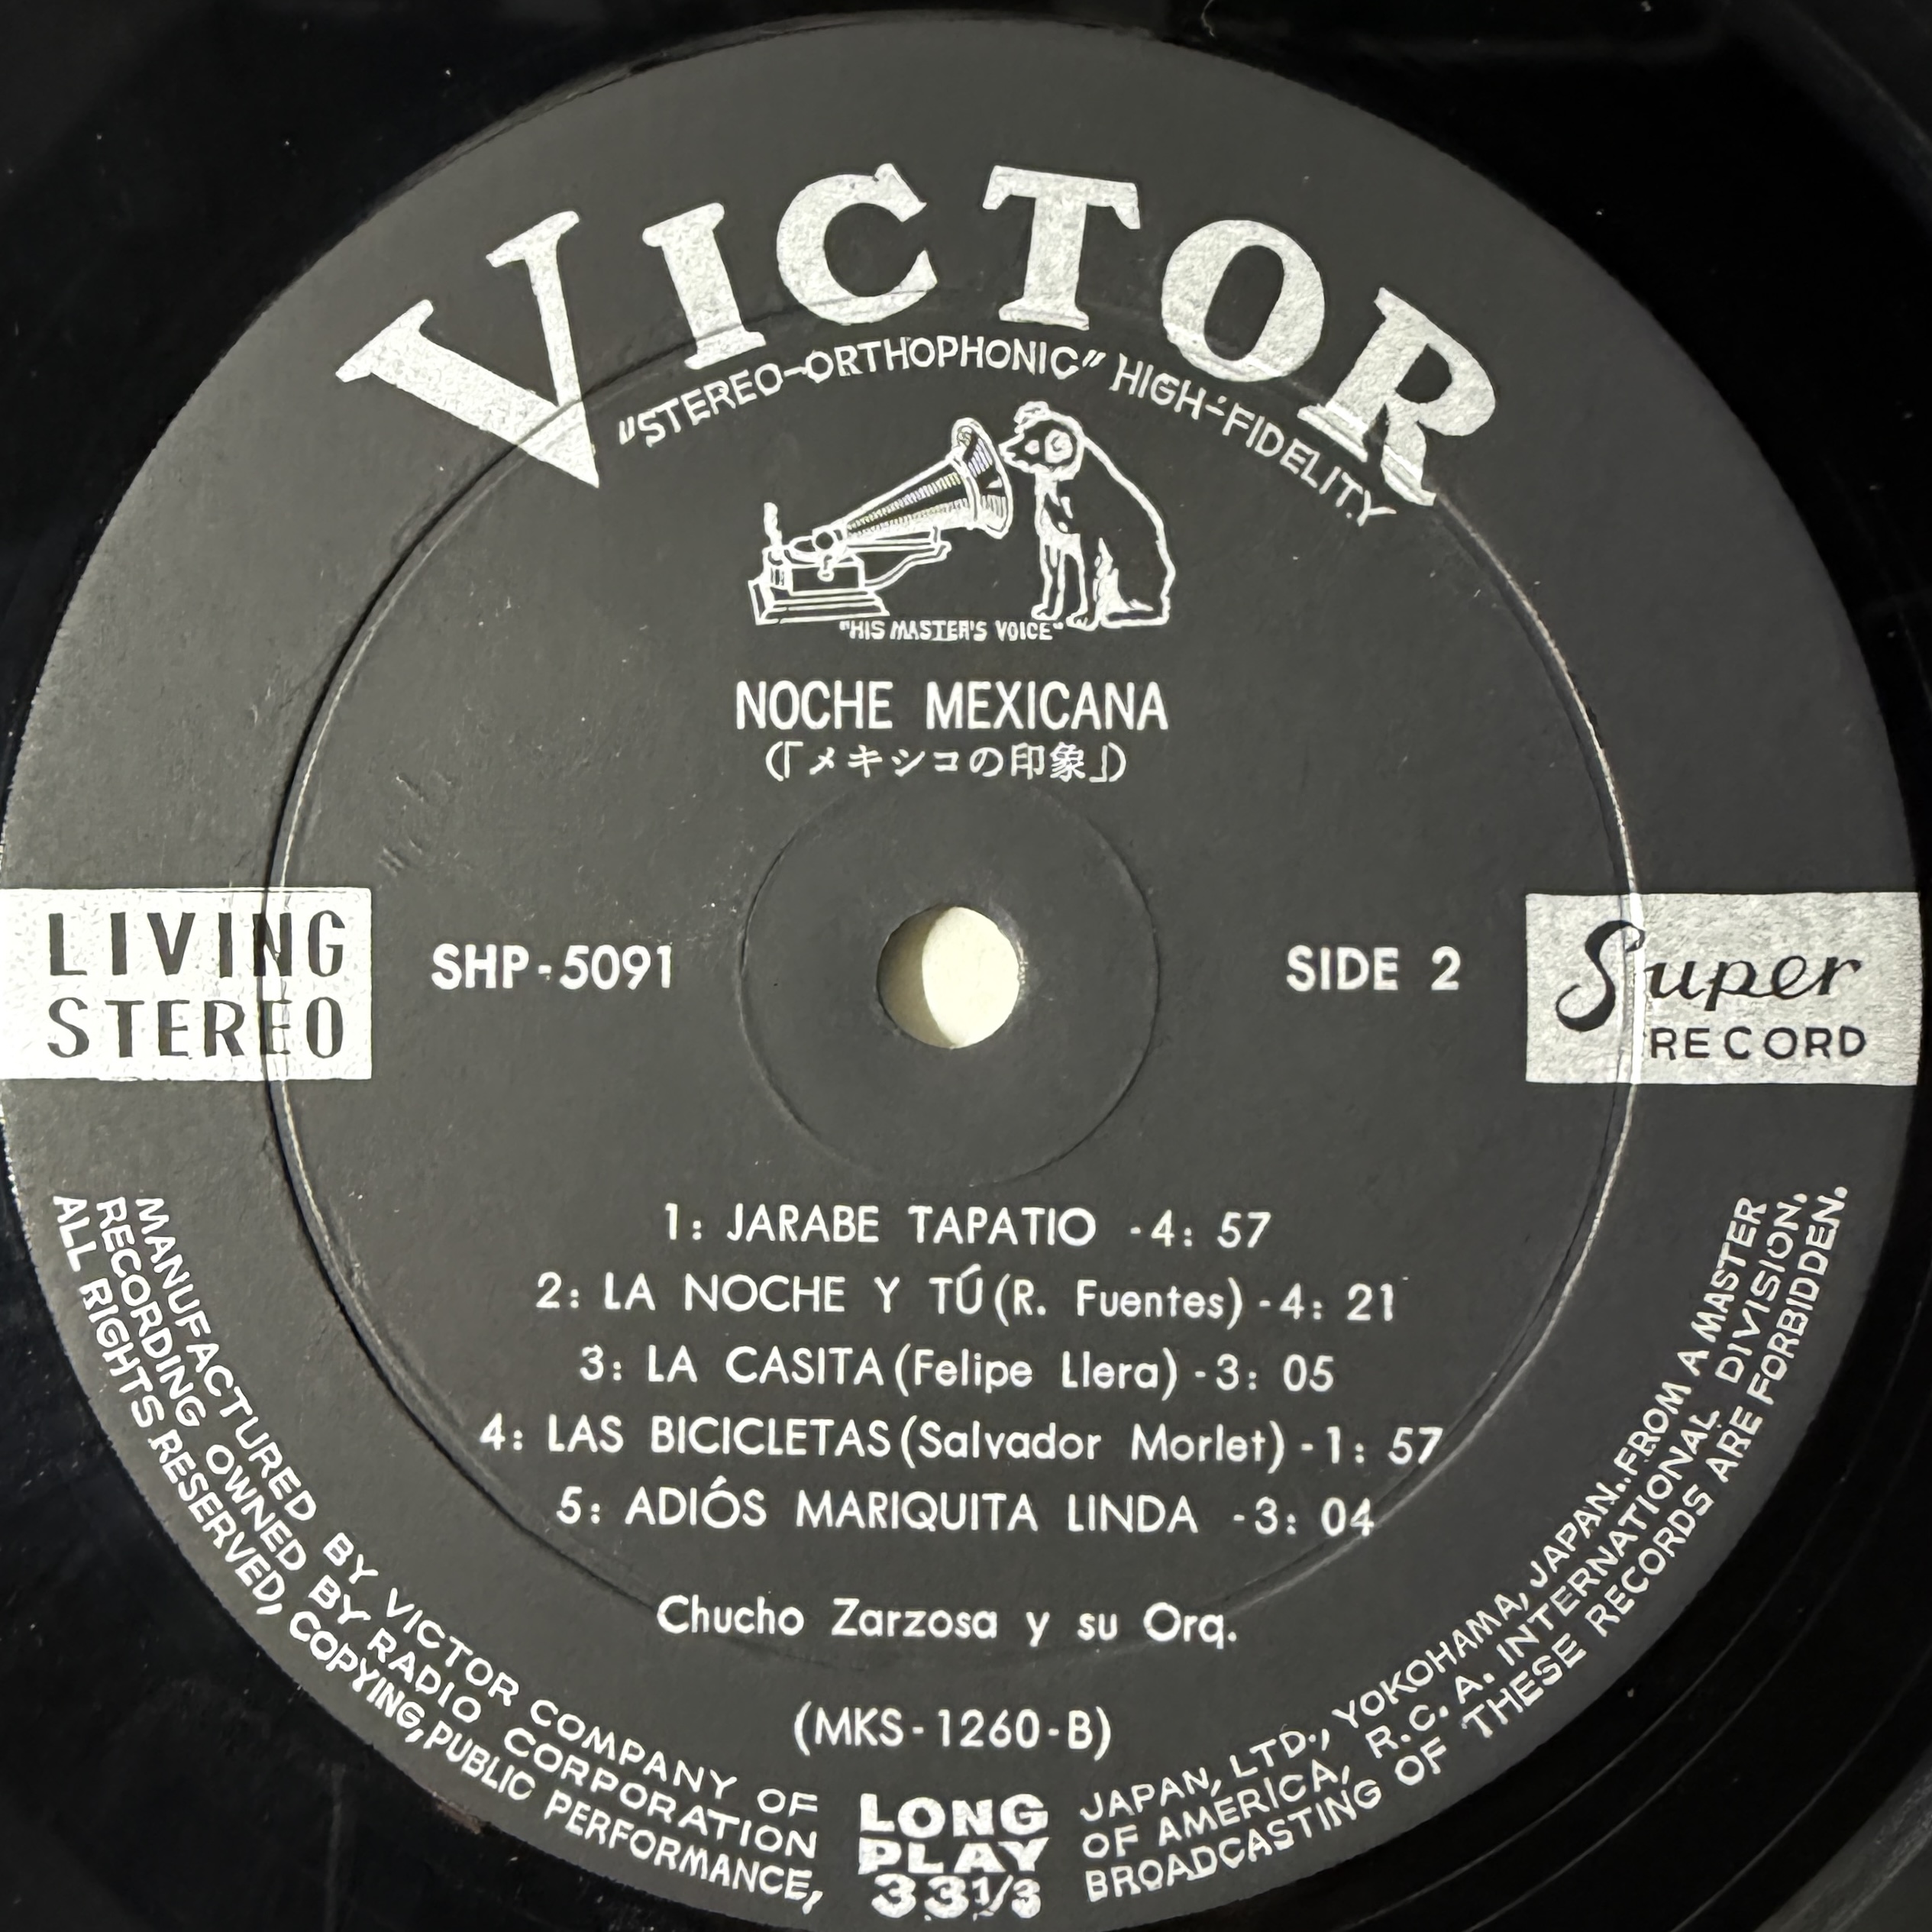 VICTOR
"STEREO-ORTHOPHONIC" HIGH-FIDELITY
"HIS MASTER'S VOICE"
NOCHE MEXICANA
(「メキシコの印象」)
LIVING
STEREO
SHP-5091
SIDE 2
Super
RECORD
1: JARABE TAPATIO -4: 57
2: LA NOCHE Y TÚ (R. Fuentes) -4: 21
3: LA CASITA (Felipe Llera) -3: 05
4: LAS BICICLETAS (Salvador Morlet) -1: 57
5: ADIÓS MARIQUITA LINDA -3: 04
Chucho Zarzosa y su Orq.
(MKS-1260-B)
LONG
PLAY
33 1/3
MANUFACTURED BY VICTOR COMPANY OF JAPAN, LTD., YOKOHAMA, JAPAN. FROM A MASTER
RECORDING OWNED BY RADIO CORPORATION OF AMERICA, R.C.A. INTERNATIONAL DIVISION.
ALL RIGHTS RESERVED, COPYING, PUBLIC PERFORMANCE, BROADCASTING OF THESE RECORDS ARE FORBIDDEN.